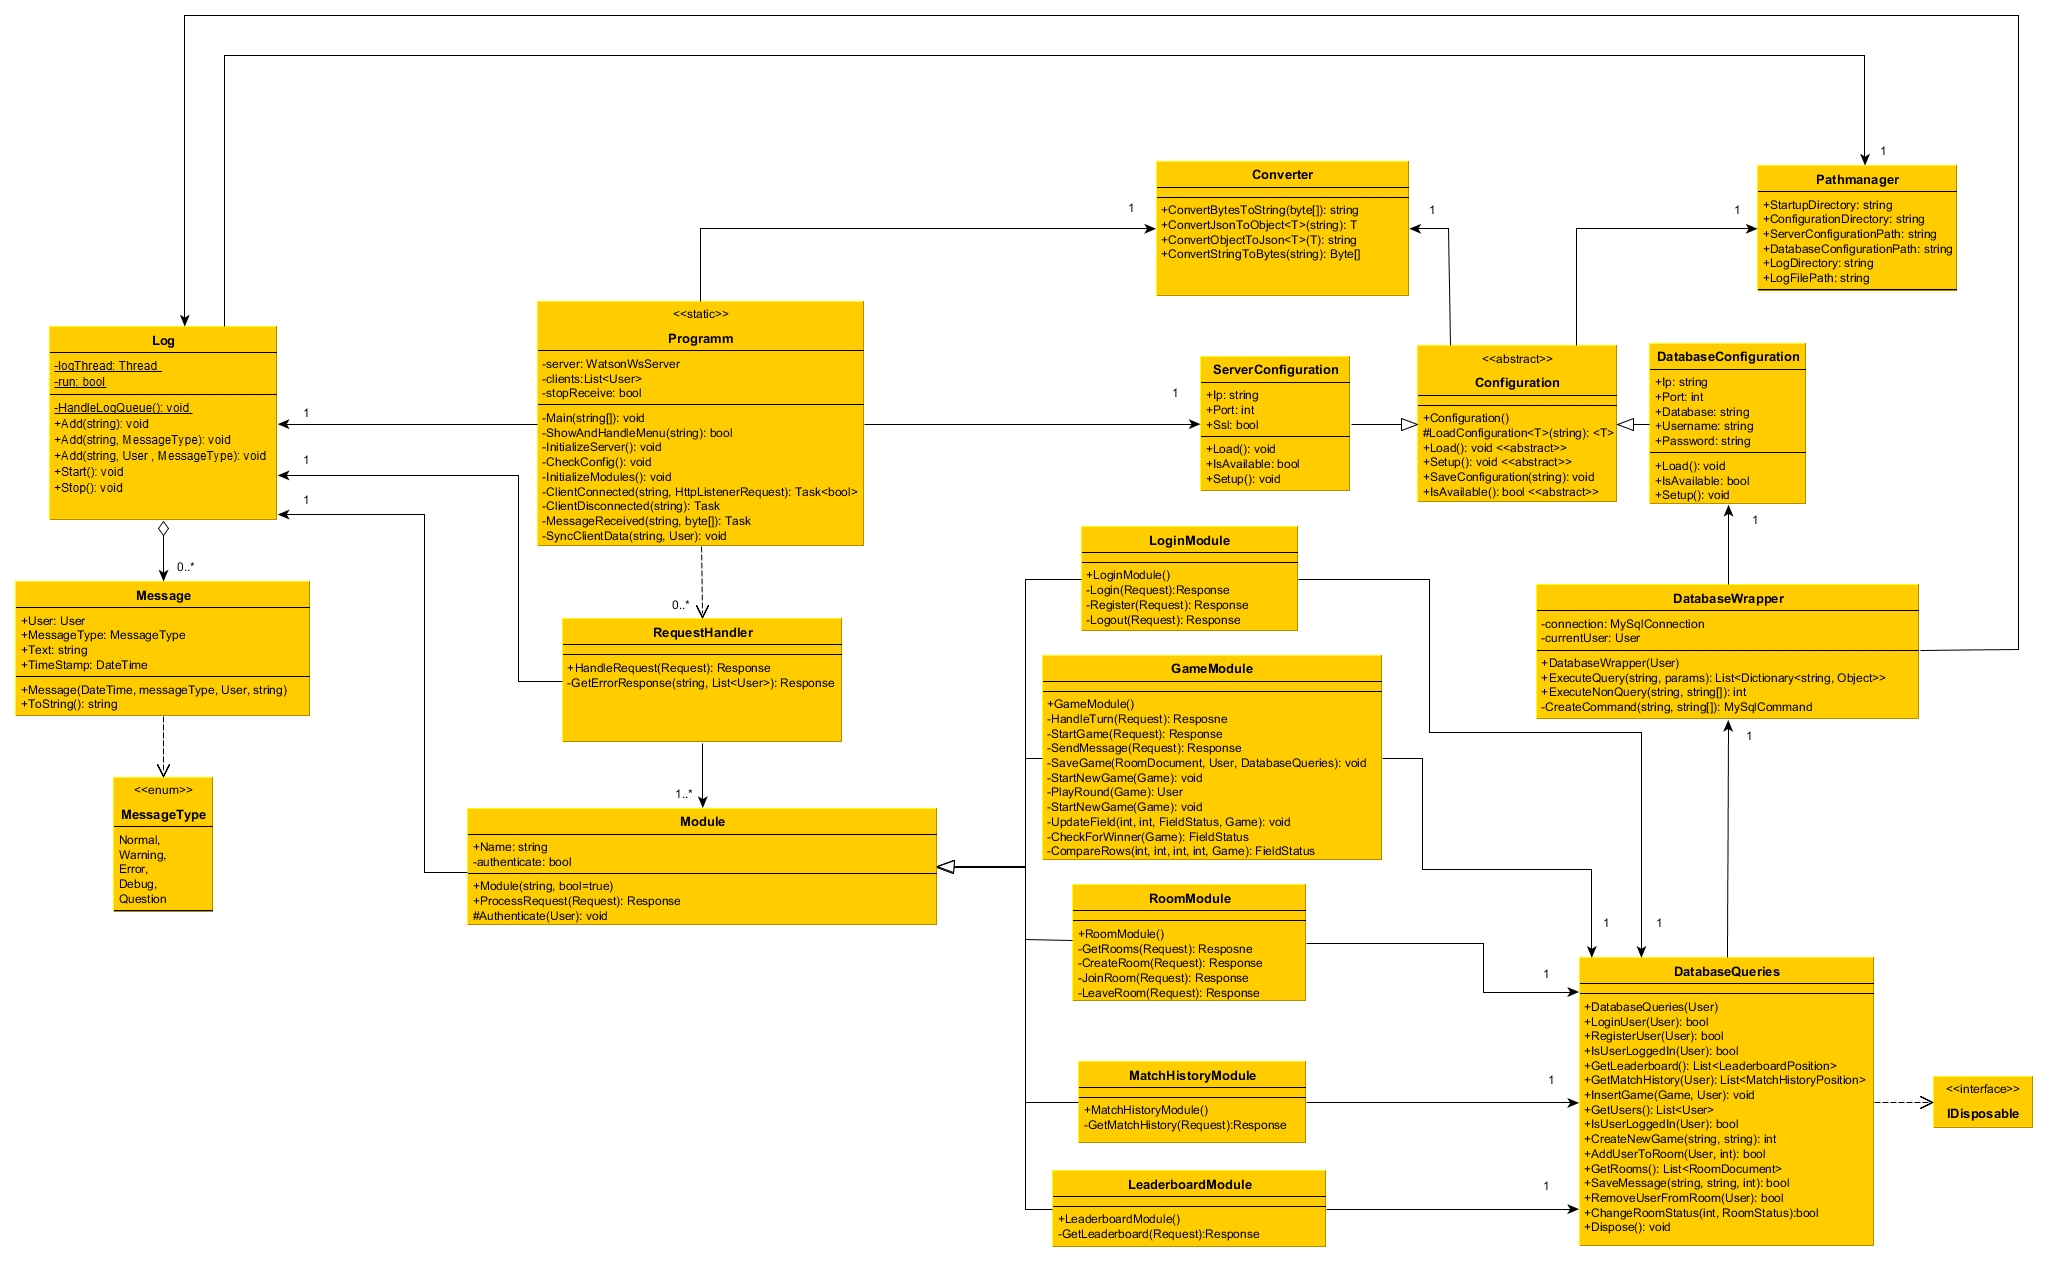 1
Converter
+ConvertBytesToString(byte[]): string
+ConvertJsonToObject<T>(string): T
+ConvertObjectToJson<T>(T): string
+ConvertStringToBytes(string): Byte[]
1
1
1
Pathmanager
+StartupDirectory: string
+ConfigurationDirectory: string
+ServerConfigurationPath: string
+DatabaseConfigurationPath: string
+LogDirectory: string
+LogFilePath: string
Log
-logThread: Thread
-run: bool
-HandleLogQueue(): void
+Add(string): void
+Add(string, MessageType): void
+Add(string, User , MessageType): void
+Start(): void
+Stop(): void
1
1
1
<<static>>
Programm
-server: WatsonWsServer
-clients:List<User>
-stopReceive: bool
-Main(string[]): void
-ShowAndHandleMenu(string): bool
-InitializeServer(): void
-CheckConfig(): void
-InitializeModules(): void
-ClientConnected(string, HttpListenerRequest): Task<bool>
-ClientDisconnected(string): Task
-MessageReceived(string, byte[]): Task
-SyncClientData(string, User): void
1
ServerConfiguration
+Ip: string
+Port: int
+Ssl: bool
+Load(): void
+IsAvailable: bool
+Setup(): void
<<abstract>>
Configuration
+Configuration()
#LoadConfiguration<T>(string): <T>
+Load(): void <<abstract>>
+Setup(): void <<abstract>>
+SaveConfiguration(string): void
+IsAvailable(): bool <<abstract>>
DatabaseConfiguration
+Ip: string
+Port: int
+Database: string
+Username: string
+Password: string
+Load(): void
+IsAvailable: bool
+Setup(): void
1
0..*
Message
+User: User
+MessageType: MessageType
+Text: string
+TimeStamp: DateTime
+Message(DateTime, messageType, User, string)
+ToString(): string
<<enum>>
MessageType
Normal,
Warning,
Error,
Debug,
Question
0..*
RequestHandler
+HandleRequest(Request): Response
-GetErrorResponse(string, List<User>): Response
1..*
Module
+Name: string
-authenticate: bool
+Module(string, bool=true)
+ProcessRequest(Request): Response
#Authenticate(User): void
LoginModule
+LoginModule()
-Login(Request):Response
-Register(Request): Response
-Logout(Request): Response
GameModule
+GameModule()
-HandleTurn(Request): Resposne
-StartGame(Request): Response
-SendMessage(Request): Response
-SaveGame(RoomDocument, User, DatabaseQueries): void
-StartNewGame(Game): void
-PlayRound(Game): User
-StartNewGame(Game): void
-UpdateField(int, int, FieldStatus, Game): void
-CheckForWinner(Game): FieldStatus
-CompareRows(int, int, int, int, Game): FieldStatus
RoomModule
+RoomModule()
-GetRooms(Request): Resposne
-CreateRoom(Request): Response
-JoinRoom(Request): Response
-LeaveRoom(Request): Response
MatchHistoryModule
+MatchHistoryModule()
-GetMatchHistory(Request):Response
LeaderboardModule
+LeaderboardModule()
-GetLeaderboard(Request):Response
DatabaseWrapper
-connection: MySqlConnection
-currentUser: User
+DatabaseWrapper(User)
+ExecuteQuery(string, params): List<Dictionary<string, Object>>
+ExecuteNonQuery(string, string[]): int
-CreateCommand(string, string[]): MySqlCommand
1
1
1
1
1
1
DatabaseQueries
+DatabaseQueries(User)
+LoginUser(User): bool
+RegisterUser(User): bool
+IsUserLoggedIn(User): bool
+GetLeaderboard(): List<LeaderboardPosition>
+GetMatchHistory(User): List<MatchHistoryPosition>
+InsertGame(Game, User): void
+GetUsers(): List<User>
+IsUserLoggedIn(User): bool
+CreateNewGame(string, string): int
+AddUserToRoom(User, int): bool
+GetRooms(): List<RoomDocument>
+SaveMessage(string, string, int): bool
+RemoveUserFromRoom(User): bool
+ChangeRoomStatus(int, RoomStatus):bool
+Dispose(): void
<<interface>>
IDisposable